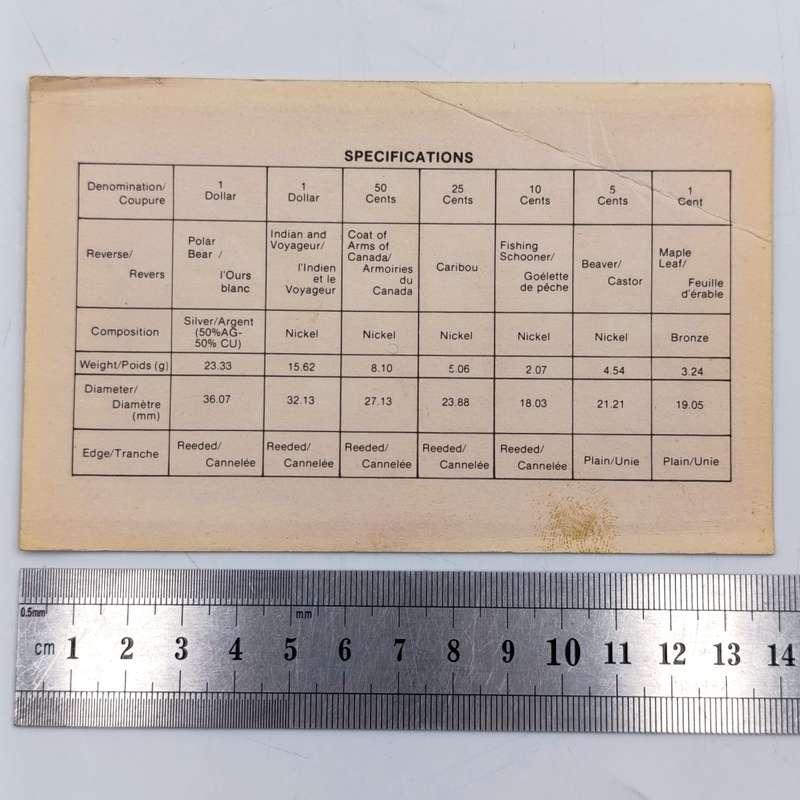 SPECIFICATIONS
Denomination/ Coupure
1 Dollar
1 Dollar
50 Cents
25 Cents
10 Cents
5 Cents
1 Cent
Reverse/ Revers
Polar Bear / l'Ours blanc
Indian and Voyageur/ l'Indien et le Voyageur
Coat of Arms of Canada/ Armoiries du Canada
Caribou
Fishing Schooner/ Goélette de pêche
Beaver/ Castor
Maple Leaf/ Feuille d'érable
Composition
Silver/Argent (50%AG- 50% CU)
Nickel
Nickel
Nickel
Nickel
Nickel
Bronze
Weight/Poids (g)
23.33
15.62
8.10
5.06
2.07
4.54
3.24
Diameter/ Diamètre (mm)
36.07
32.13
27.13
23.88
18.03
21.21
19.05
Edge/Tranche
Reeded/ Cannelée
Reeded/ Cannelée
Reeded/ Cannelée
Reeded/ Cannelée
Reeded/ Cannelée
Plain/Unie
Plain/Unie
0.5mm
mm
cm 1 2 3 4 5 6 7 8 9 10 11 12 13 14